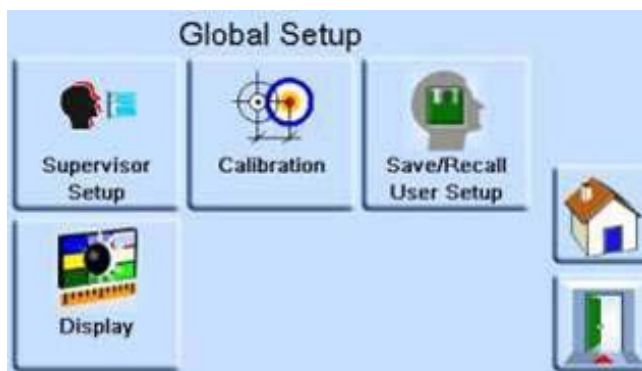 Global Setup
Supervisor
Setup
Calibration
Save/Recall
User Setup
Display